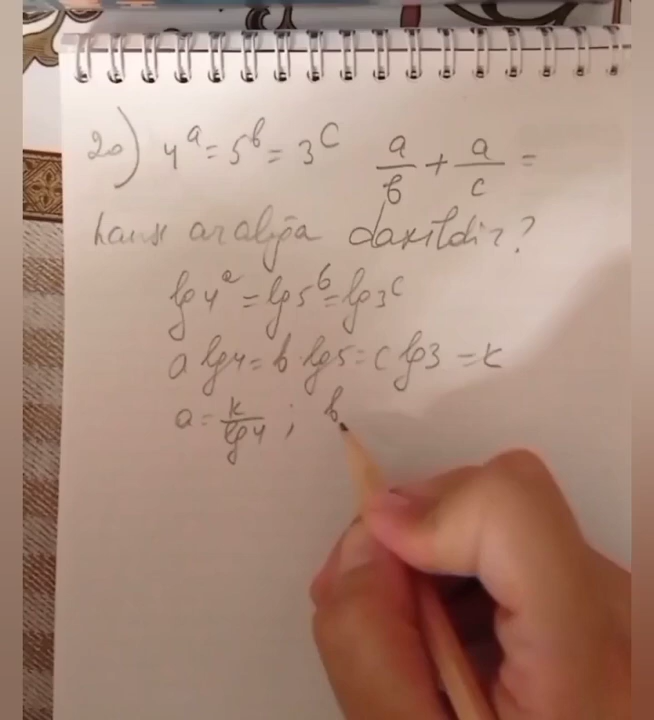 20) 4^a = 5^b = 3^c   a/b + a/c =
hansı aralığa daxildir?
lg4^a = lg5^b = lg3^c
a lg4 = b · lg5 = c lg3 = k
a = k/lg4 ; b